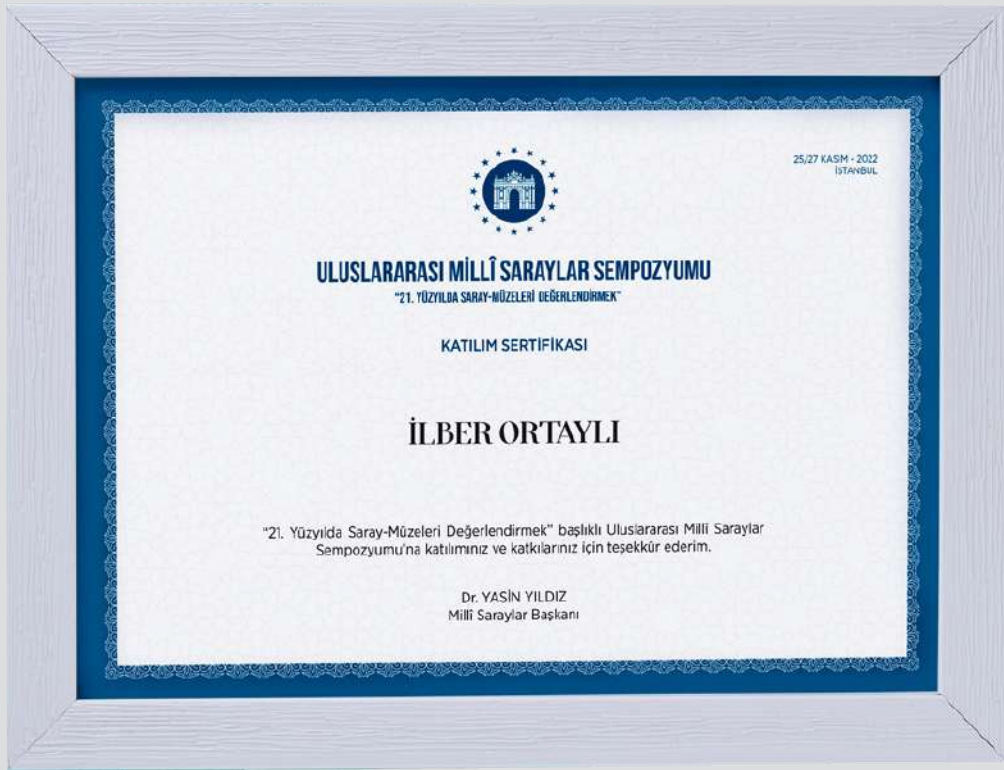 25/27 KASIM - 2022
İSTANBUL
ULUSLARARASI MİLLÎ SARAYLAR SEMPOZYUMU
"21. YÜZYILDA SARAY-MÜZELERİ DEĞERLENDİRMEK"
KATILIM SERTİFİKASI
İLBER ORTAYLI
"21. Yüzyılda Saray-Müzeleri Değerlendirmek" başlıklı Uluslararası Millî Saraylar
Sempozyumu'na katılımınız ve katkılarınız için teşekkür ederim.
Dr. YASİN YILDIZ
Millî Saraylar Başkanı